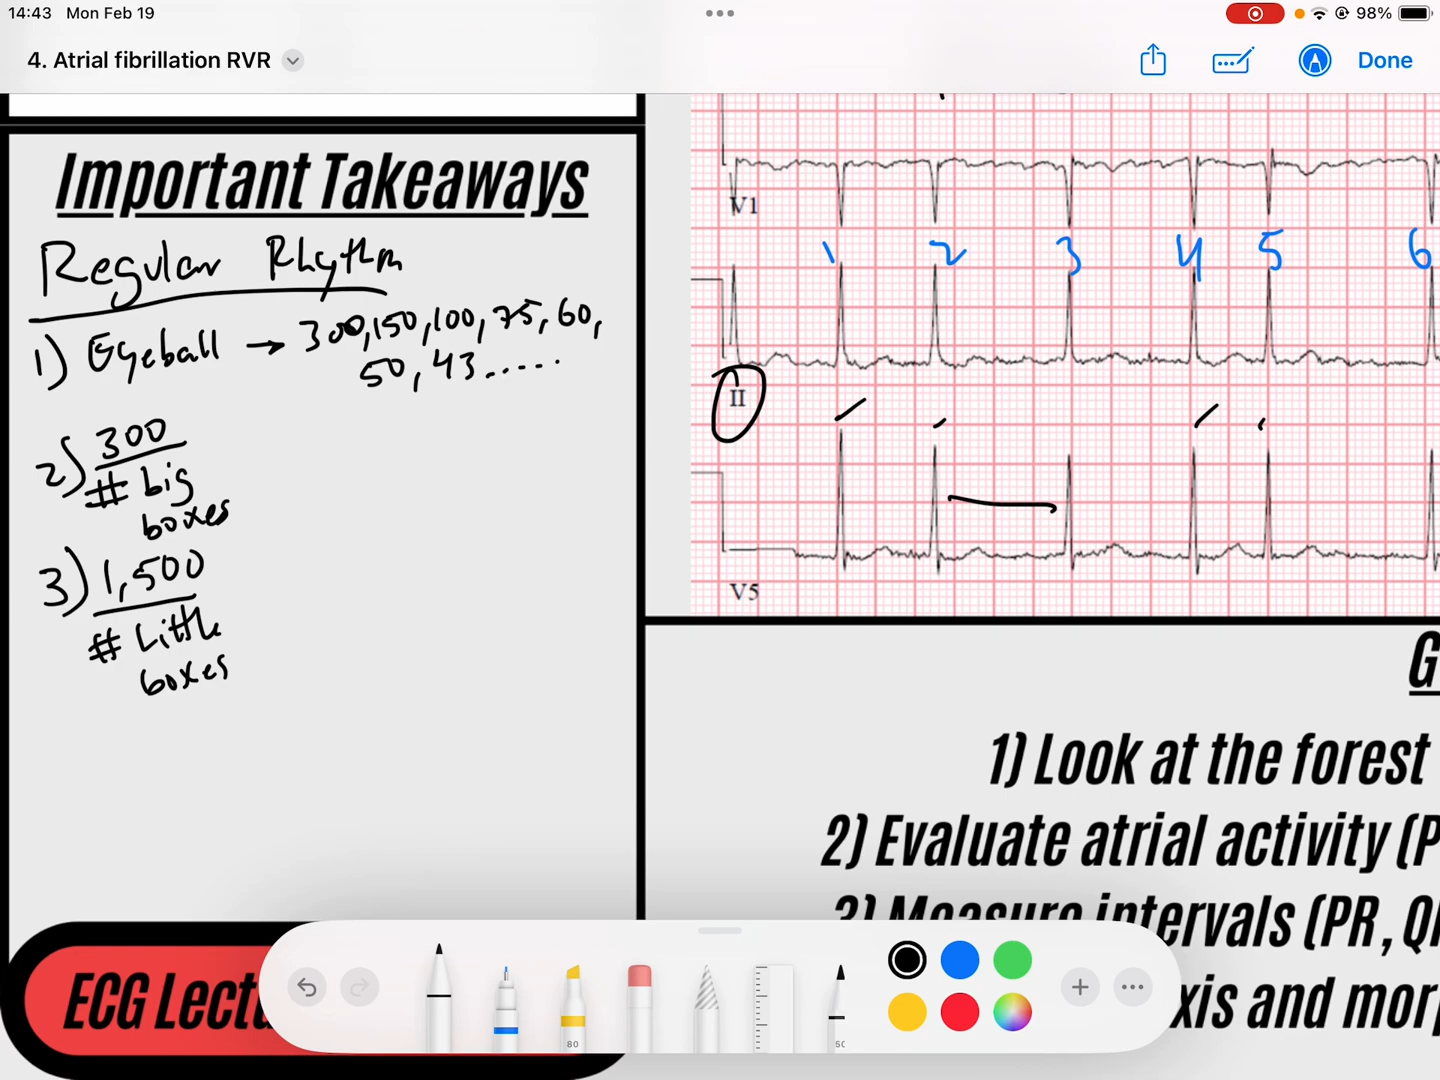 14:43 Mon Feb 19
98%
4. Atrial fibrillation RVR
Done
Important Takeaways
Regular Rhythm
1) Eyeball → 300, 150, 100, 75, 60,
50, 43.....
2) 300
# big
boxes
3) 1,500
# Little
boxes
V1
1 2 3 4 5 6
II
V5
G
1) Look at the forest
2) Evaluate atrial activity (P
3) Measure intervals (PR, Q
xis and mor
ECG Lect
80
50